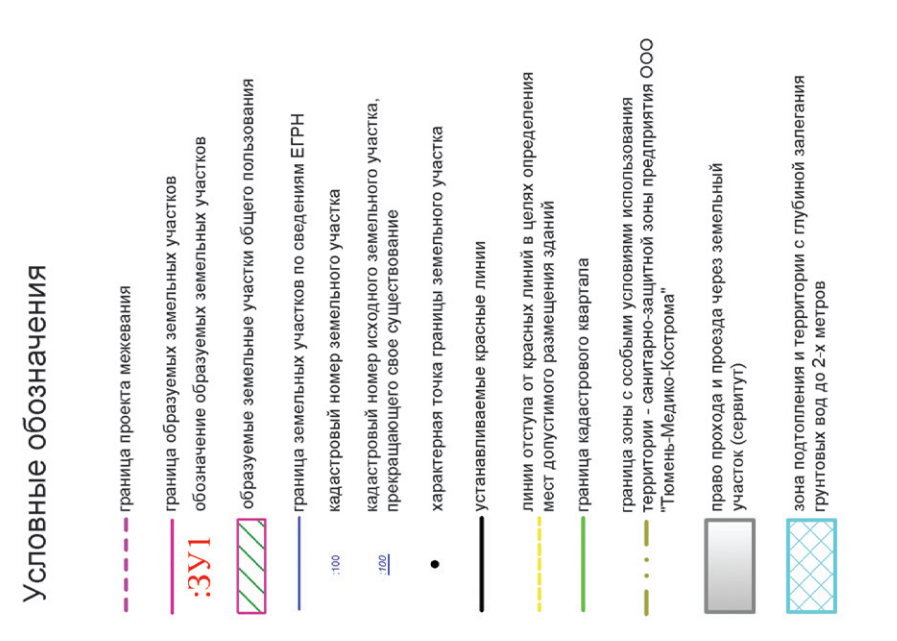 Условные обозначения
граница проекта межевания
граница образуемых земельных участков
:ЗУ1 обозначение образуемых земельных участков
образуемые земельные участки общего пользования
граница земельных участков по сведениям ЕГРН
:100 кадастровый номер земельного участка
:100 кадастровый номер исходного земельного участка,
прекращающего свое существование
характерная точка границы земельного участка
устанавливаемые красные линии
линии отступа от красных линий в целях определения
мест допустимого размещения зданий
граница кадастрового квартала
граница зоны с особыми условиями использования
территории - санитарно-защитной зоны предприятия ООО
"Тюмень-Медико-Кострома"
право прохода и проезда через земельный
участок (сервитут)
зона подтопления и территории с глубиной залегания
грунтовых вод до 2-х метров